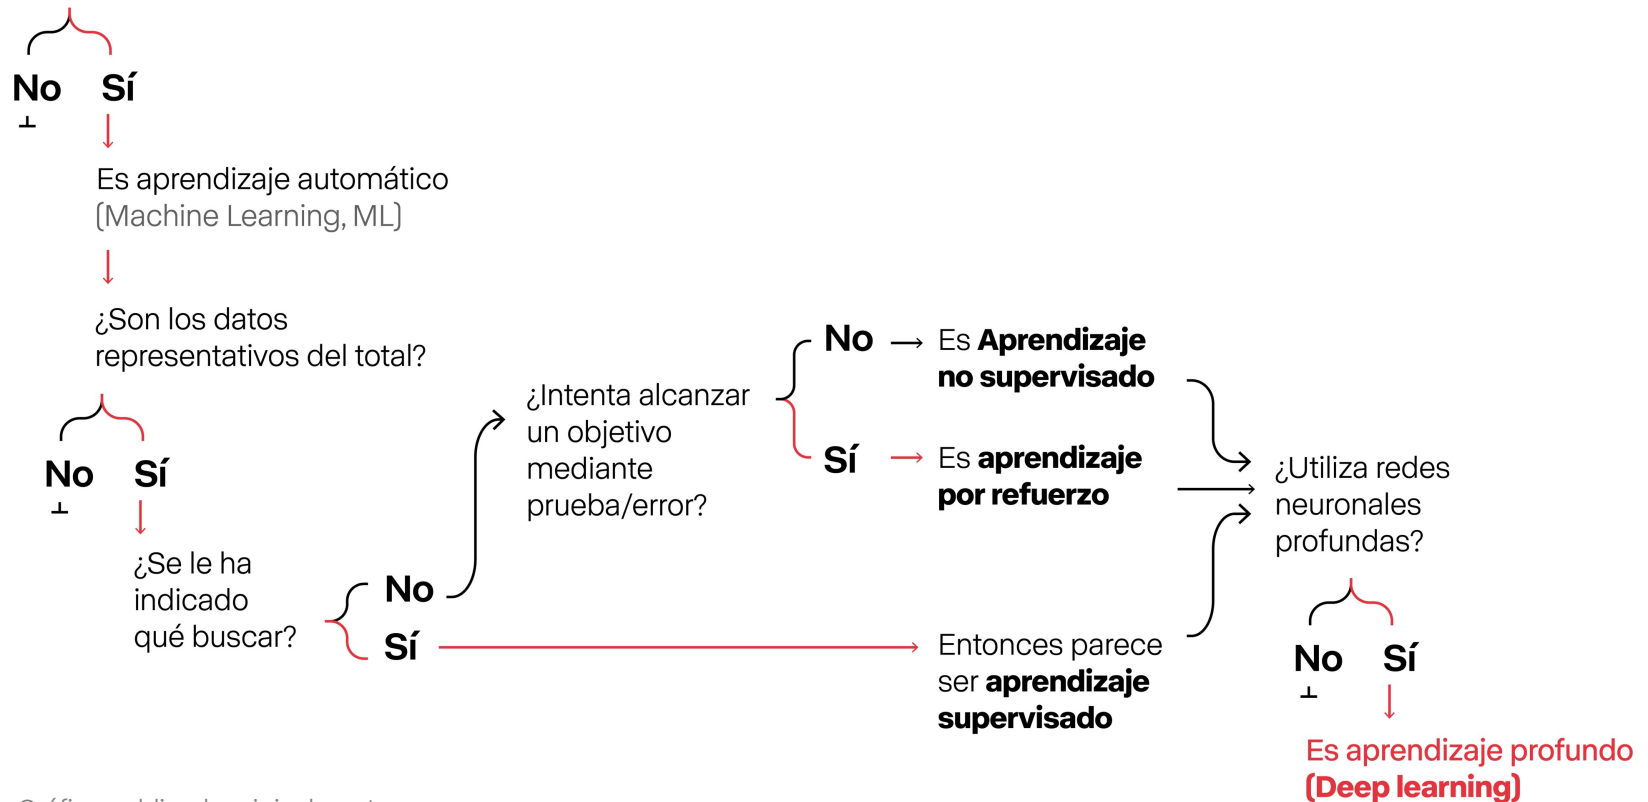 No Sí
Es aprendizaje automático
(Machine Learning, ML)
¿Son los datos
representativos del total?
No Sí
¿Se le ha
indicado
qué buscar?
No
Sí
¿Intenta alcanzar
un objetivo
mediante
prueba/error?
No
Es Aprendizaje
no supervisado
Sí
Es aprendizaje
por refuerzo
Entonces parece
ser aprendizaje
supervisado
¿Utiliza redes
neuronales
profundas?
No Sí
Es aprendizaje profundo
(Deep learning)